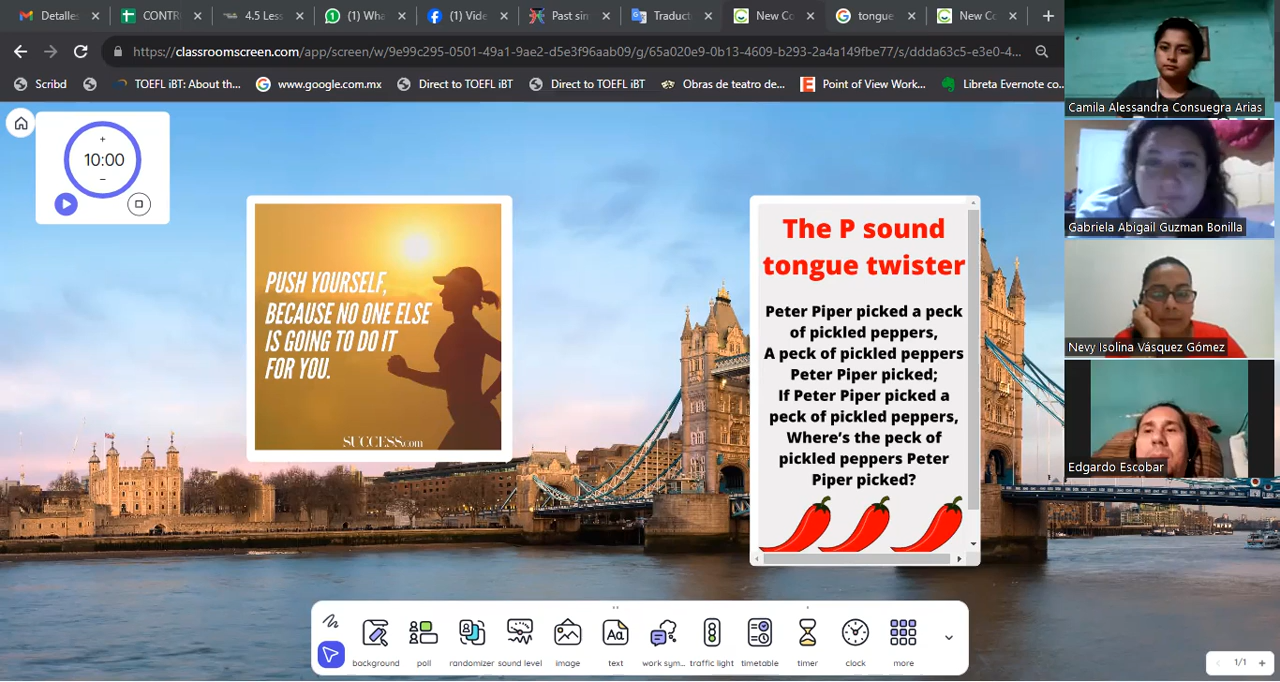 Detalles
CONTR
4.5 Less
(1) Wha
(1) Vide
Past sin
Traduct
New Co
tongue
New Co
https://classroomscreen.com/app/screen/w/9e99c295-0501-49a1-9ae2-d5e3f96aab09/g/65a020e9-0b13-4609-b293-2a4a149fbe77/s/ddda63c5-e3e0-4...
Scribd
TOEFL iBT: About th...
www.google.com.mx
Direct to TOEFL iBT
Direct to TOEFL iBT
Obras de teatro de...
Point of View Work...
Libreta Evernote co...
10:00
PUSH YOURSELF,
BECAUSE NO ONE ELSE
IS GOING TO DO IT
FOR YOU.
SUCCESS.com
The P sound
tongue twister
Peter Piper picked a peck
of pickled peppers,
A peck of pickled peppers
Peter Piper picked;
If Peter Piper picked a
peck of pickled peppers,
Where's the peck of
pickled peppers Peter
Piper picked?
Camila Alessandra Consuegra Arias
Gabriela Abigail Guzman Bonilla
Nevy Isolina Vásquez Gómez
Edgardo Escobar
background
poll
randomizer
sound level
image
Aa
text
work sym...
traffic light
timetable
timer
clock
more
1/1